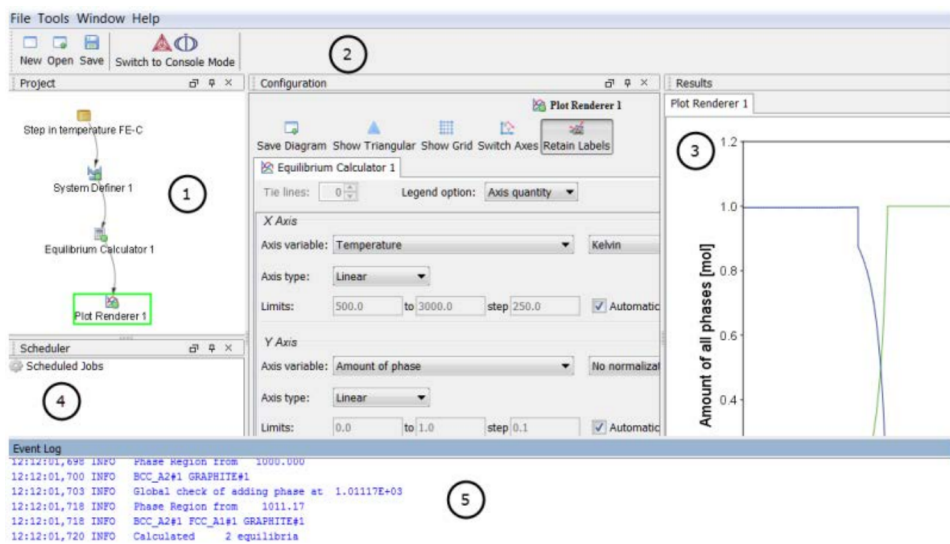 File Tools Window Help
New Open Save Switch to Console Mode
2
Project
Step in temperature FE-C
System Definer 1
1
Equilibrium Calculator 1
Plot Renderer 1
Scheduler
Scheduled Jobs
4
Configuration
Plot Renderer 1
Save Diagram Show Triangular Show Grid Switch Axes Retain Labels
Equilibrium Calculator 1
Tie lines: 0 Legend option: Axis quantity
X Axis
Axis variable: Temperature Kelvin
Axis type: Linear
Limits: 500.0 to 3000.0 step 250.0 Automatic
Y Axis
Axis variable: Amount of phase No normalizat
Axis type: Linear
Limits: 0.0 to 1.0 step 0.1 Automatic
Results
Plot Renderer 1
3
1.2
1.0
0.8
0.6
0.4
Amount of all phases [mol]
Event Log
12:12:01,698 INFO Phase Region from 1000.000
12:12:01,700 INFO BCC_A2#1 GRAPHITE#1
12:12:01,703 INFO Global check of adding phase at 1.01117E+03
12:12:01,718 INFO Phase Region from 1011.17
12:12:01,718 INFO BCC_A2#1 FCC_A1#1 GRAPHITE#1
12:12:01,720 INFO Calculated 2 equilibria
5